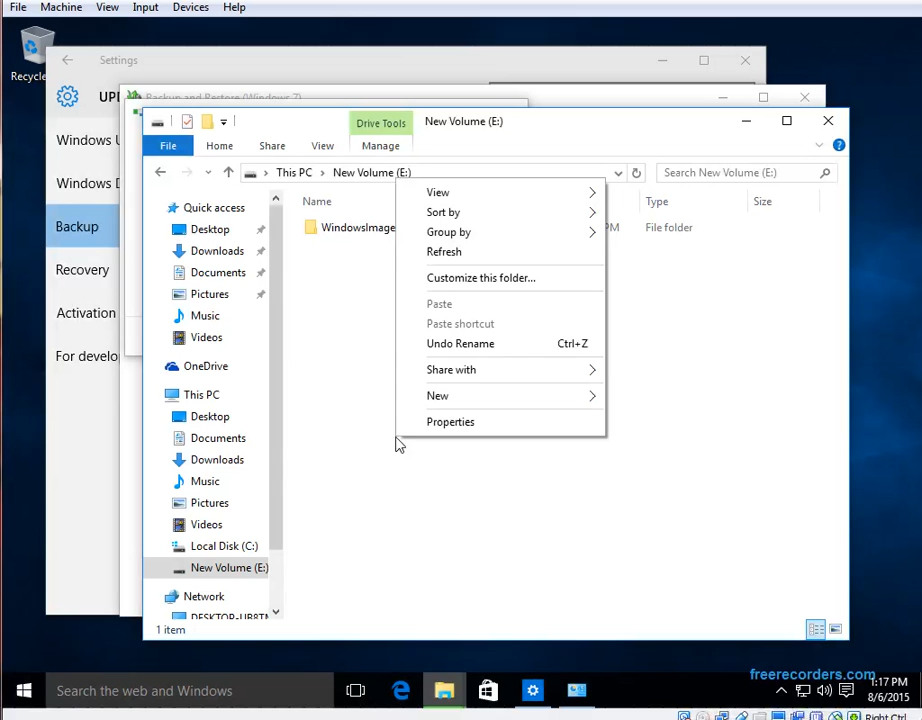 File Machine View Input Devices Help
Recycle
Settings
UP
Backup and Restore (Windows 7)
Windows U
Windows D
Backup
Recovery
Activation
For develo
Drive Tools
New Volume (E:)
File Home Share View Manage
This PC New Volume (E:)
Search New Volume (E:)
Name Type Size
WindowsImage PM File folder
Quick access
Desktop
Downloads
Documents
Pictures
Music
Videos
OneDrive
This PC
Desktop
Documents
Downloads
Music
Pictures
Videos
Local Disk (C:)
New Volume (E:)
Network
DESKTOP-UB8TM
View
Sort by
Group by
Refresh
Customize this folder...
Paste
Paste shortcut
Undo Rename Ctrl+Z
Share with
New
Properties
1 item
freerecorders.com
Search the web and Windows
1:17 PM
8/6/2015
Right Ctrl